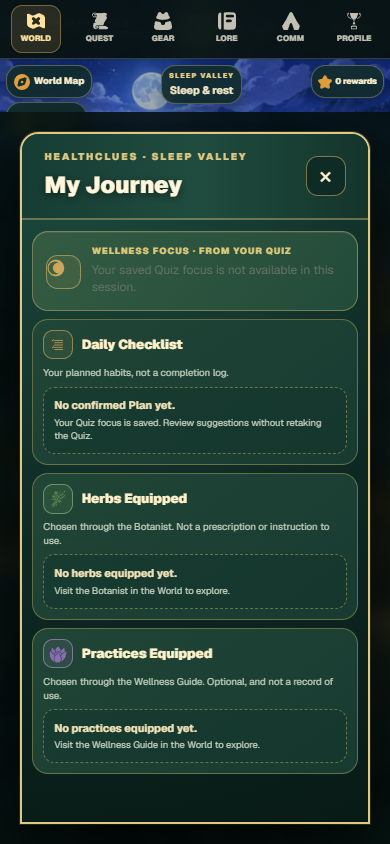 WORLD
QUEST
GEAR
LORE
COMM
PROFILE
World Map
SLEEP VALLEY
Sleep & rest
0 rewards
HEALTHCLUES · SLEEP VALLEY
My Journey
×
WELLNESS FOCUS · FROM YOUR QUIZ
Your saved Quiz focus is not available in this
session.
Daily Checklist
Your planned habits, not a completion log.
No confirmed Plan yet.
Your Quiz focus is saved. Review suggestions without retaking
the Quiz.
Herbs Equipped
Chosen through the Botanist. Not a prescription or instruction to
use.
No herbs equipped yet.
Visit the Botanist in the World to explore.
Practices Equipped
Chosen through the Wellness Guide. Optional, and not a record of
use.
No practices equipped yet.
Visit the Wellness Guide in the World to explore.